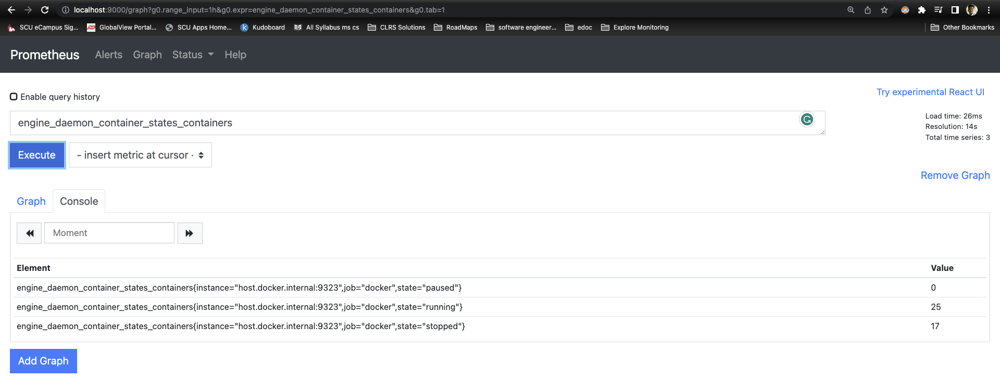 localhost:9000/graph?g0.range_input=1h&g0.expr=engine_daemon_container_states_containers&g0.tab=1
SCU eCampus Sig... GlobalView Portal... SCU Apps Home... Kudoboard All Syllabus ms cs CLRS Solutions RoadMaps software engineer... edoc Explore Monitoring Other Bookmarks
Prometheus Alerts Graph Status Help
Enable query history
Try experimental React UI
engine_daemon_container_states_containers
Load time: 26ms
Resolution: 14s
Total time series: 3
Execute - insert metric at cursor -
Remove Graph
Graph Console
Moment
Element Value
engine_daemon_container_states_containers{instance="host.docker.internal:9323",job="docker",state="paused"} 0
engine_daemon_container_states_containers{instance="host.docker.internal:9323",job="docker",state="running"} 25
engine_daemon_container_states_containers{instance="host.docker.internal:9323",job="docker",state="stopped"} 17
Add Graph